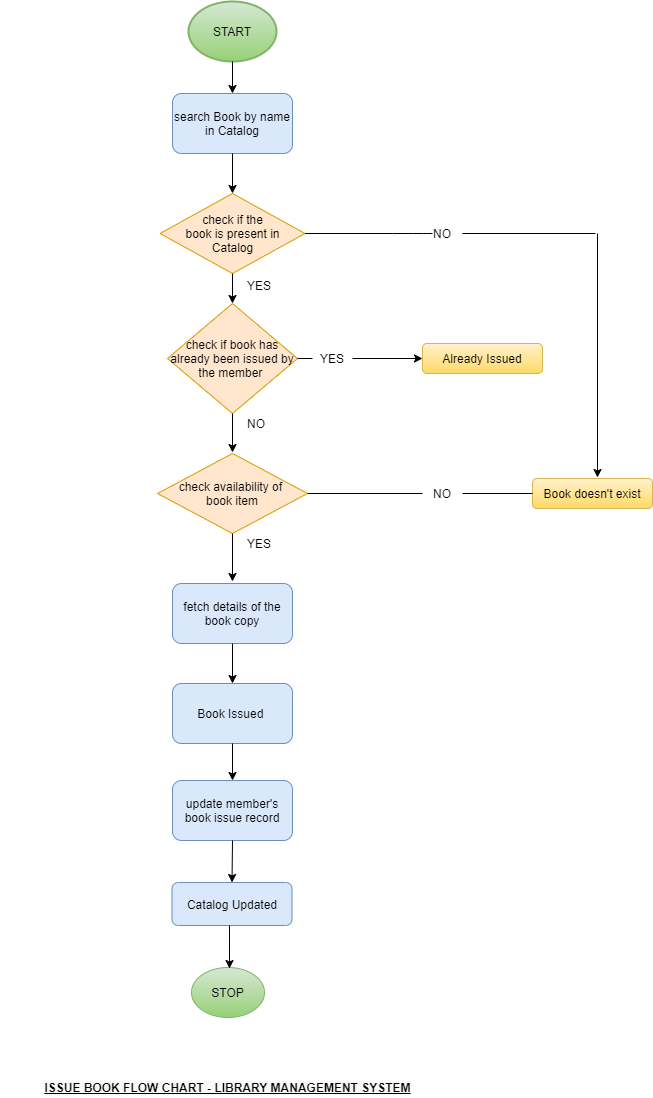 START
search Book by name
in Catalog
check if the
book is present in
Catalog
NO
YES
check if book has
already been issued by
the member
YES
Already Issued
NO
check availability of
book item
NO
Book doesn't exist
YES
fetch details of the
book copy
Book Issued
update member's
book issue record
Catalog Updated
STOP
ISSUE BOOK FLOW CHART - LIBRARY MANAGEMENT SYSTEM